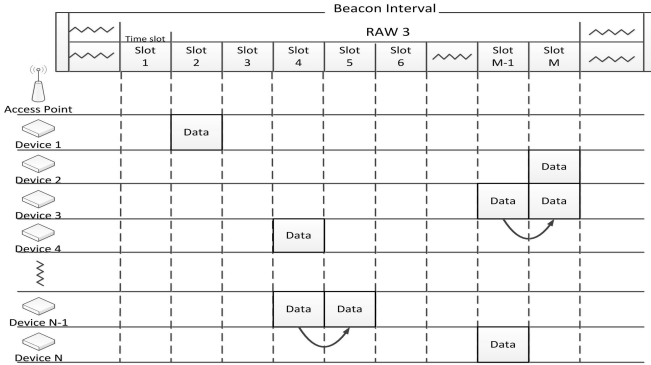 Beacon Interval
RAW 3
Time slot
Slot 1
Slot 2
Slot 3
Slot 4
Slot 5
Slot 6
Slot M-1
Slot M
Access Point
Device 1
Data
Device 2
Data
Device 3
Data
Data
Device 4
Data
Device N-1
Data
Data
Device N
Data